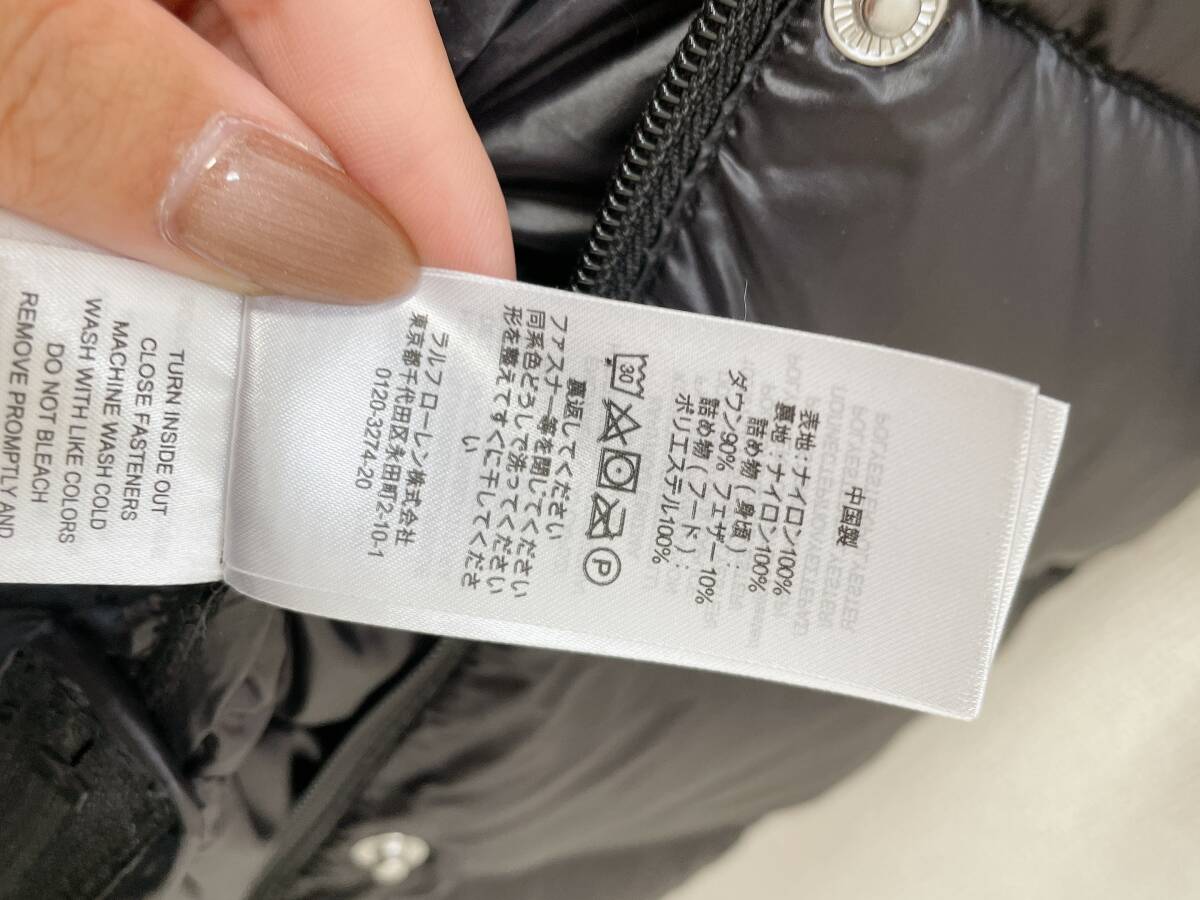 中国製
表地:ナイロン100%
裏地:ナイロン100%
詰め物(身頃):
ダウン90% フェザー10%
詰め物(フード):
ポリエステル100%
30
P
裏返してください
ファスナー等を閉じてください
同系色どうしで洗ってください
形を整えてすぐに干してくださ
い
ラルフローレン株式会社
東京都千代田区永田町2-10-1
0120-3274-20
TURN INSIDE OUT
CLOSE FASTENERS
MACHINE WASH COLD
WASH WITH LIKE COLORS
DO NOT BLEACH
REMOVE PROMPTLY AND